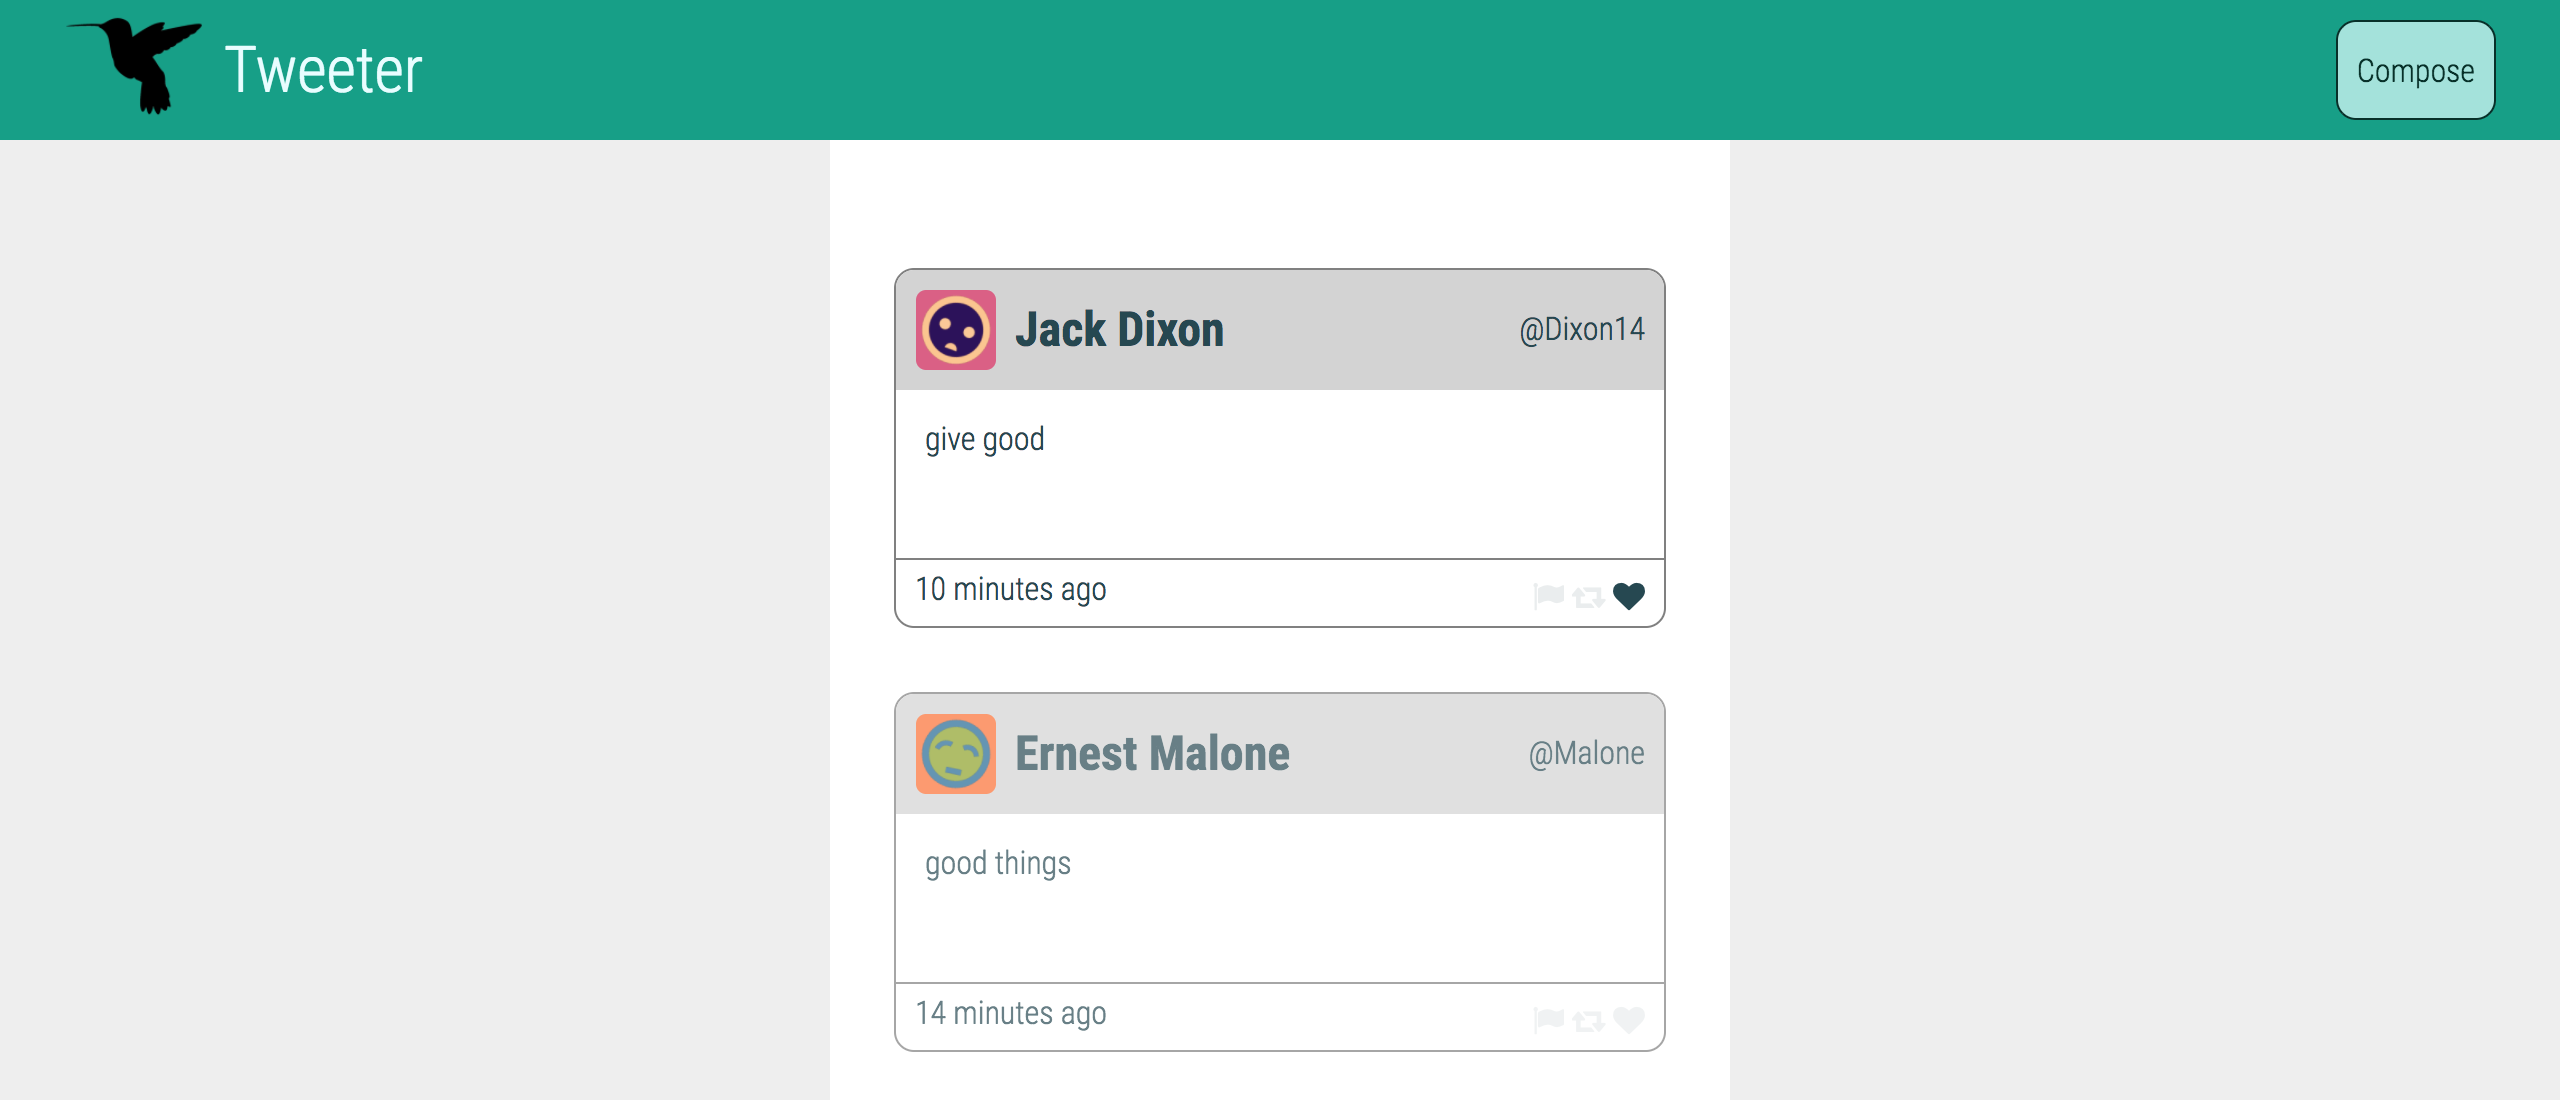 Tweeter
Compose
Jack Dixon
@Dixon14
give good
10 minutes ago
Ernest Malone
@Malone
good things
14 minutes ago